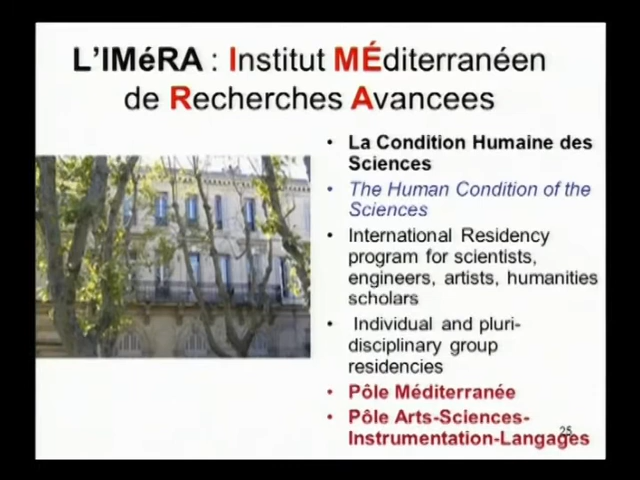 L'IMéRA : Institut MÉditerranéen
de Recherches Avancees
• La Condition Humaine des
Sciences
• The Human Condition of the
Sciences
• International Residency
program for scientists,
engineers, artists, humanities
scholars
• Individual and pluri-
disciplinary group
residencies
• Pôle Méditerranée
• Pôle Arts-Sciences-
Instrumentation-Langages
25